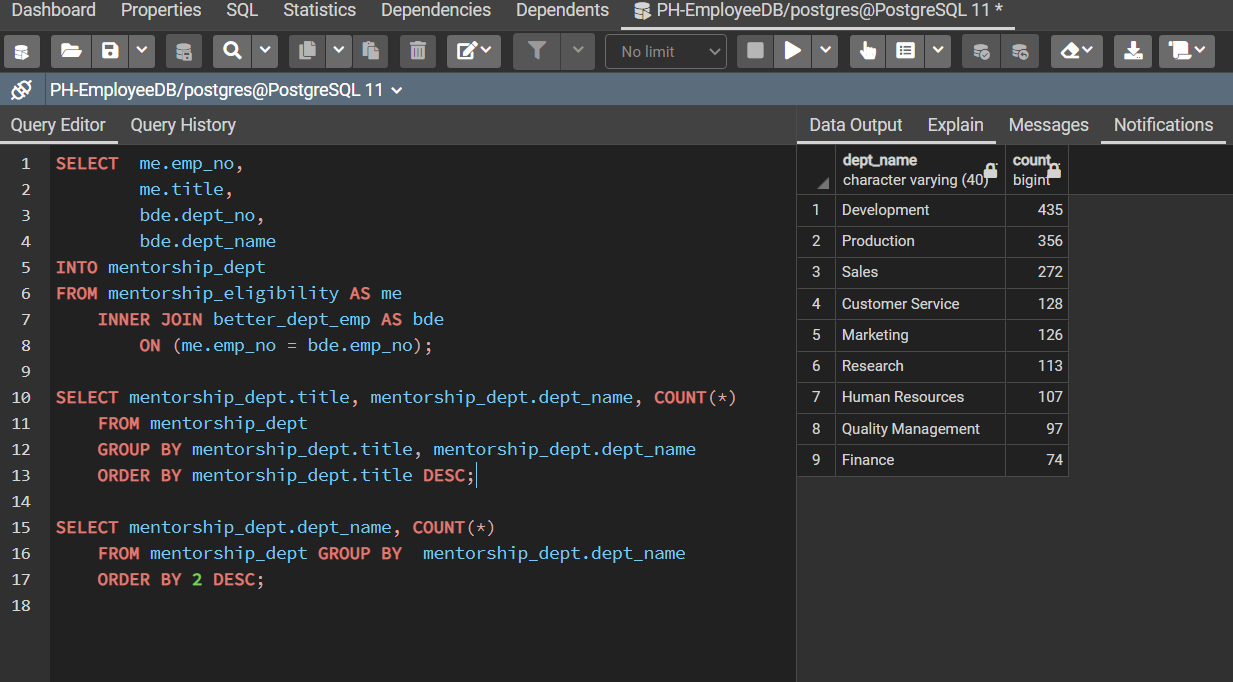 Dashboard Properties SQL Statistics Dependencies Dependents PH-EmployeeDB/postgres@PostgreSQL 11 *
No limit
PH-EmployeeDB/postgres@PostgreSQL 11
Query Editor Query History
1 SELECT me.emp_no,
2 me.title,
3 bde.dept_no,
4 bde.dept_name
5 INTO mentorship_dept
6 FROM mentorship_eligibility AS me
7 INNER JOIN better_dept_emp AS bde
8 ON (me.emp_no = bde.emp_no);
9
10 SELECT mentorship_dept.title, mentorship_dept.dept_name, COUNT(*)
11 FROM mentorship_dept
12 GROUP BY mentorship_dept.title, mentorship_dept.dept_name
13 ORDER BY mentorship_dept.title DESC;
14
15 SELECT mentorship_dept.dept_name, COUNT(*)
16 FROM mentorship_dept GROUP BY  mentorship_dept.dept_name
17 ORDER BY 2 DESC;
18
Data Output Explain Messages Notifications
dept_name count
character varying (40) bigint
1 Development 435
2 Production 356
3 Sales 272
4 Customer Service 128
5 Marketing 126
6 Research 113
7 Human Resources 107
8 Quality Management 97
9 Finance 74